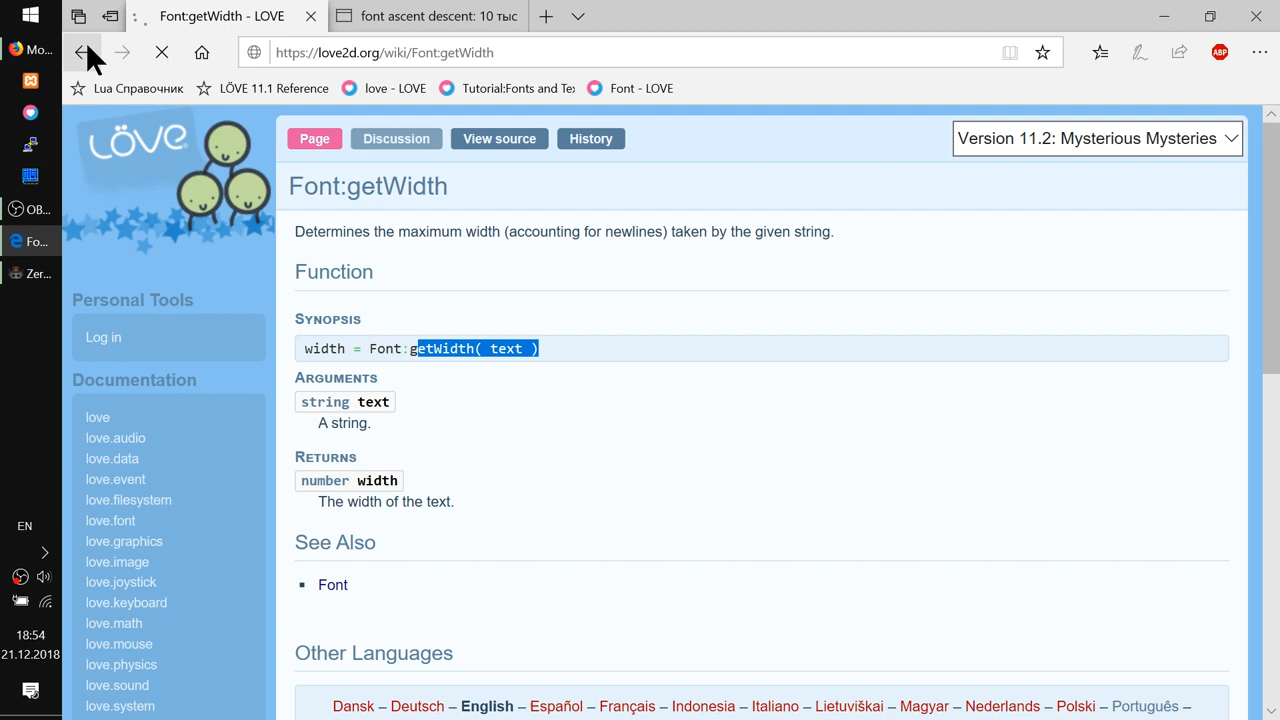 Font:getWidth - LOVE
font ascent descent: 10 тыс
Mo...
https://love2d.org/wiki/Font:getWidth
ABP
Lua Справочник
LÖVE 11.1 Reference
love - LOVE
Tutorial:Fonts and Te
Font - LOVE
LÖVE
Page
Discussion
View source
History
Version 11.2: Mysterious Mysteries
Font:getWidth
OB...
Determines the maximum width (accounting for newlines) taken by the given string.
Fo...
Function
Zer...
Personal Tools
SYNOPSIS
Log in
width = Font:getWidth( text )
Documentation
ARGUMENTS
string text
love
A string.
love.audio
RETURNS
love.data
number width
love.event
The width of the text.
love.filesystem
love.font
EN
love.graphics
See Also
love.image
love.joystick
Font
love.keyboard
love.math
18:54
love.mouse
21.12.2018
Other Languages
love.physics
love.sound
love.system
Dansk – Deutsch – English – Español – Français – Indonesia – Italiano – Lietuviškai – Magyar – Nederlands – Polski – Português –